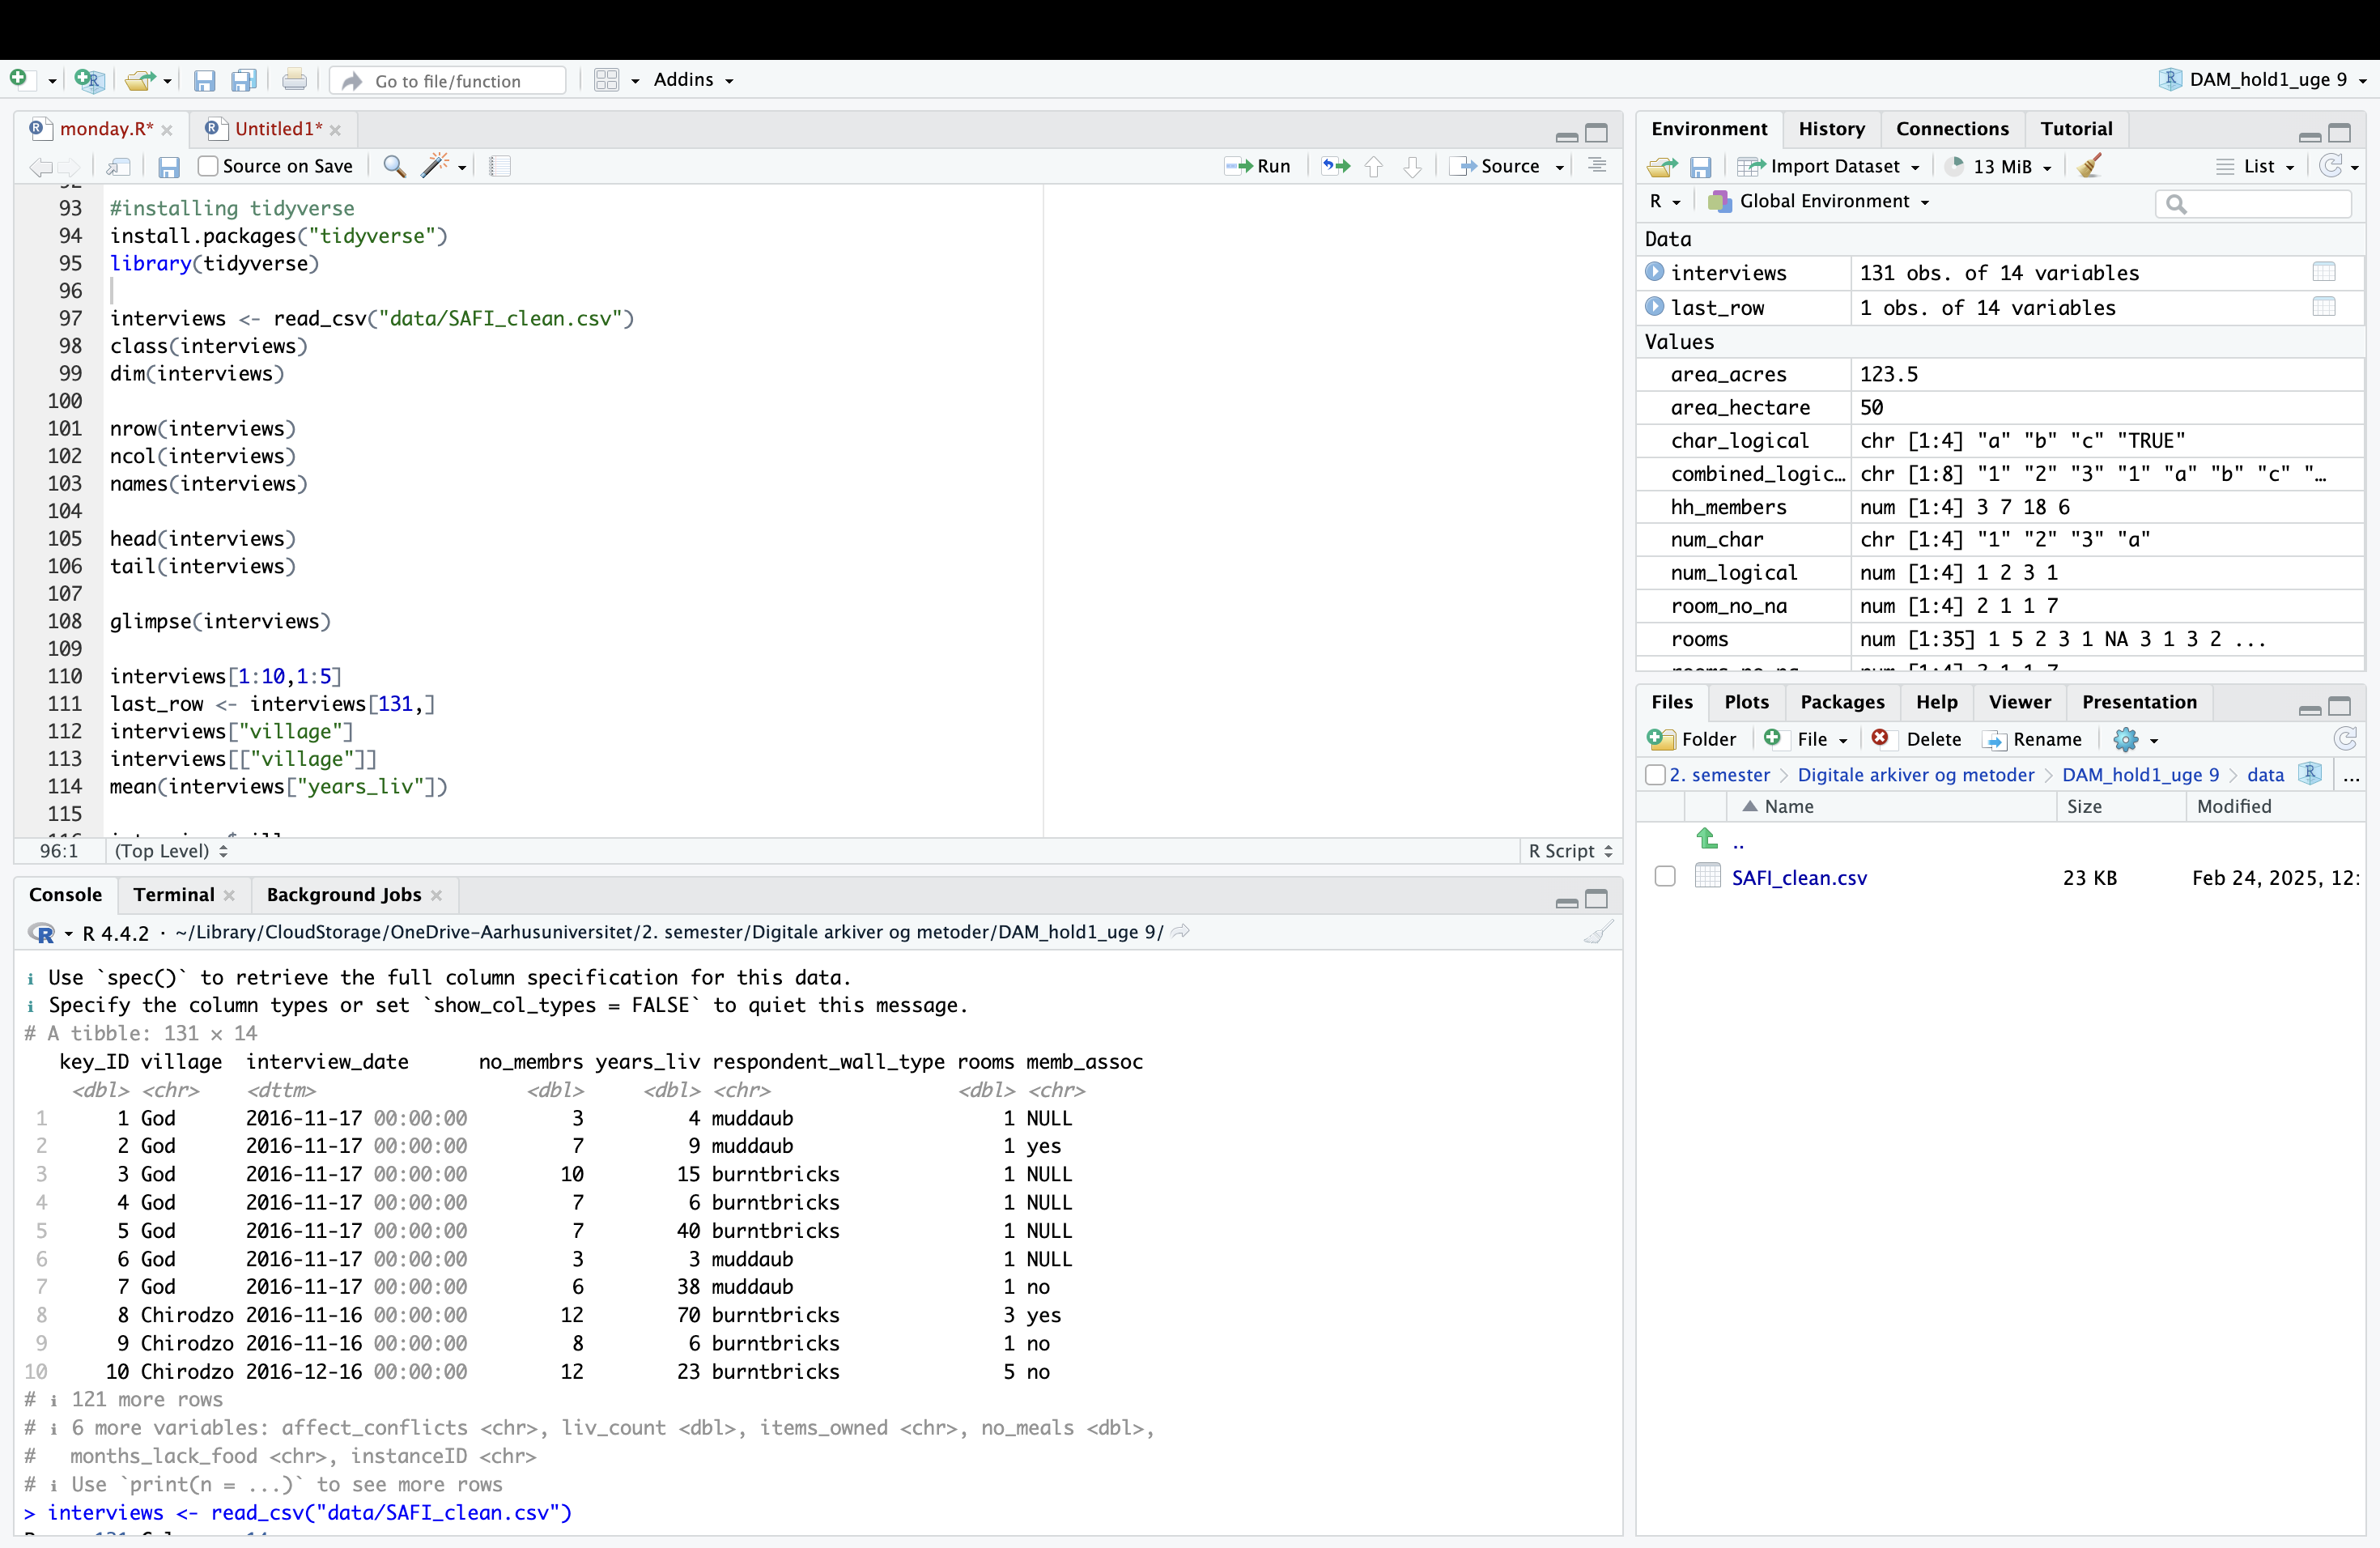 Go to file/function
Addins
DAM_hold1_uge 9
monday.R*
Untitled1*
Source on Save
Run
Source
93 #installing tidyverse
94 install.packages("tidyverse")
95 library(tidyverse)
96
97 interviews <- read_csv("data/SAFI_clean.csv")
98 class(interviews)
99 dim(interviews)
100
101 nrow(interviews)
102 ncol(interviews)
103 names(interviews)
104
105 head(interviews)
106 tail(interviews)
107
108 glimpse(interviews)
109
110 interviews[1:10,1:5]
111 last_row <- interviews[131,]
112 interviews["village"]
113 interviews[["village"]]
114 mean(interviews["years_liv"])
115
96:1 (Top Level) R Script
Console Terminal Background Jobs
R 4.4.2 · ~/Library/CloudStorage/OneDrive-Aarhusuniversitet/2. semester/Digitale arkiver og metoder/DAM_hold1_uge 9/
ℹ Use `spec()` to retrieve the full column specification for this data.
ℹ Specify the column types or set `show_col_types = FALSE` to quiet this message.
# A tibble: 131 × 14
key_ID village interview_date no_membrs years_liv respondent_wall_type rooms memb_assoc
<dbl> <chr> <dttm> <dbl> <dbl> <chr> <dbl> <chr>
1 1 God 2016-11-17 00:00:00 3 4 muddaub 1 NULL
2 2 God 2016-11-17 00:00:00 7 9 muddaub 1 yes
3 3 God 2016-11-17 00:00:00 10 15 burntbricks 1 NULL
4 4 God 2016-11-17 00:00:00 7 6 burntbricks 1 NULL
5 5 God 2016-11-17 00:00:00 7 40 burntbricks 1 NULL
6 6 God 2016-11-17 00:00:00 3 3 muddaub 1 NULL
7 7 God 2016-11-17 00:00:00 6 38 muddaub 1 no
8 8 Chirodzo 2016-11-16 00:00:00 12 70 burntbricks 3 yes
9 9 Chirodzo 2016-11-16 00:00:00 8 6 burntbricks 1 no
10 10 Chirodzo 2016-12-16 00:00:00 12 23 burntbricks 5 no
# ℹ 121 more rows
# ℹ 6 more variables: affect_conflicts <chr>, liv_count <dbl>, items_owned <chr>, no_meals <dbl>,
# months_lack_food <chr>, instanceID <chr>
# ℹ Use `print(n = ...)` to see more rows
> interviews <- read_csv("data/SAFI_clean.csv")
Environment History Connections Tutorial
Import Dataset 13 MiB List
R Global Environment
Data
interviews 131 obs. of 14 variables
last_row 1 obs. of 14 variables
Values
area_acres 123.5
area_hectare 50
char_logical chr [1:4] "a" "b" "c" "TRUE"
combined_logic… chr [1:8] "1" "2" "3" "1" "a" "b" "c" "…
hh_members num [1:4] 3 7 18 6
num_char chr [1:4] "1" "2" "3" "a"
num_logical num [1:4] 1 2 3 1
room_no_na num [1:4] 2 1 1 7
rooms num [1:35] 1 5 2 3 1 NA 3 1 3 2 ...
Files Plots Packages Help Viewer Presentation
Folder File Delete Rename
2. semester Digitale arkiver og metoder DAM_hold1_uge 9 data ...
Name Size Modified
..
SAFI_clean.csv 23 KB Feb 24, 2025, 12: